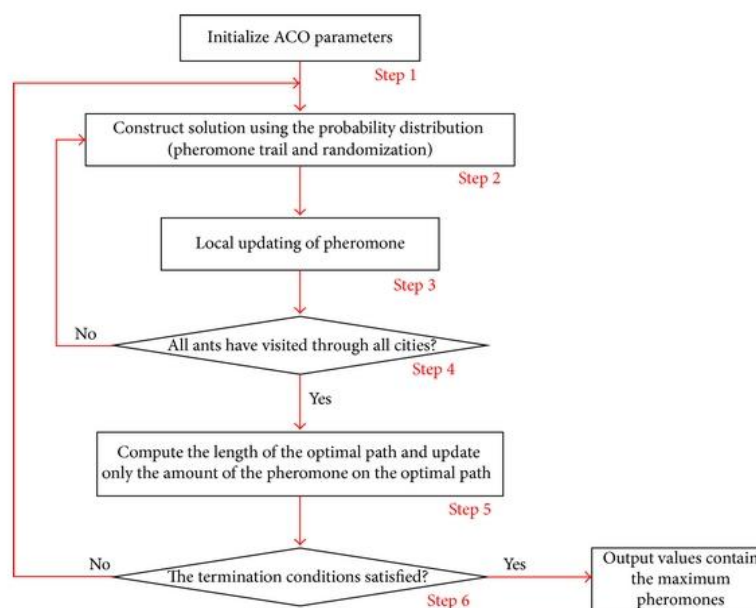 Initialize ACO parameters
Step 1
Construct solution using the probability distribution
(pheromone trail and randomization)
Step 2
Local updating of pheromone
Step 3
No
All ants have visited through all cities?
Step 4
Yes
Compute the length of the optimal path and update
only the amount of the pheromone on the optimal path
Step 5
No
The termination conditions satisfied?
Yes
Step 6
Output values contain
the maximum
pheromones